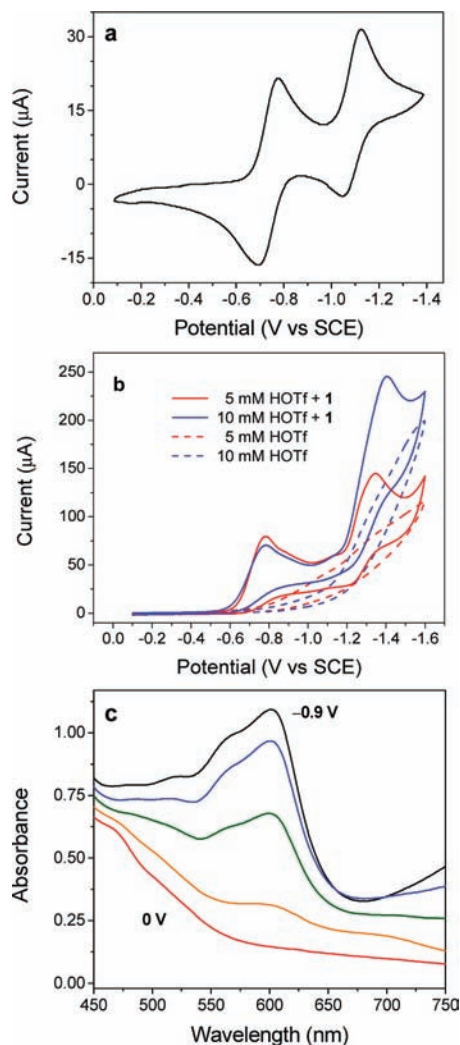 a
Current (μA)
30
15
0
-15
0.0 -0.2 -0.4 -0.6 -0.8 -1.0 -1.2 -1.4
Potential (V vs SCE)
b
5 mM HOTf + 1
10 mM HOTf + 1
5 mM HOTf
10 mM HOTf
Current (μA)
250
200
150
100
50
0
0.0 -0.2 -0.4 -0.6 -0.8 -1.0 -1.2 -1.4 -1.6
Potential (V vs SCE)
c
–0.9 V
0 V
Absorbance
1.00
0.75
0.50
0.25
0.00
450 500 550 600 650 700 750
Wavelength (nm)